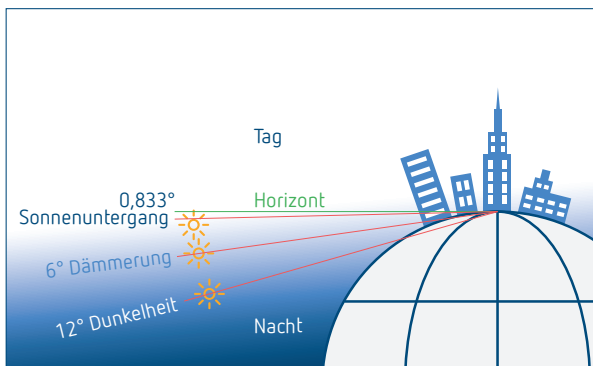 Tag
0,833°
Sonnenuntergang
Horizont
6° Dämmerung
12° Dunkelheit
Nacht